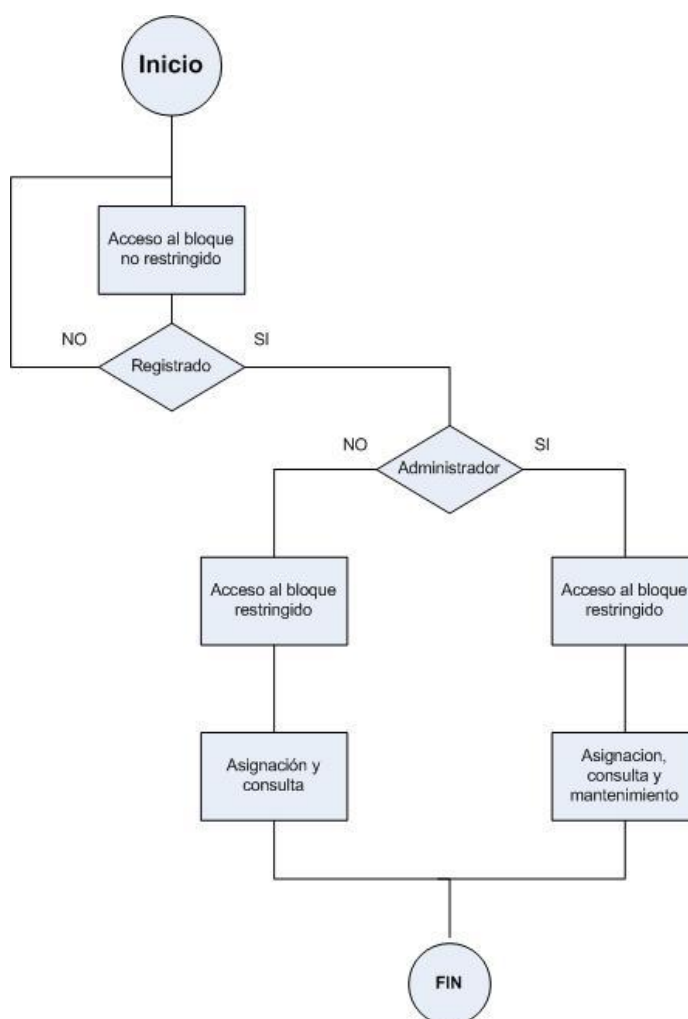 Inicio
Acceso al bloque
no restringido
NO
SI
Registrado
NO
SI
Administrador
Acceso al bloque
restringido
Acceso al bloque
restringido
Asignación y
consulta
Asignacion,
consulta y
mantenimiento
FIN